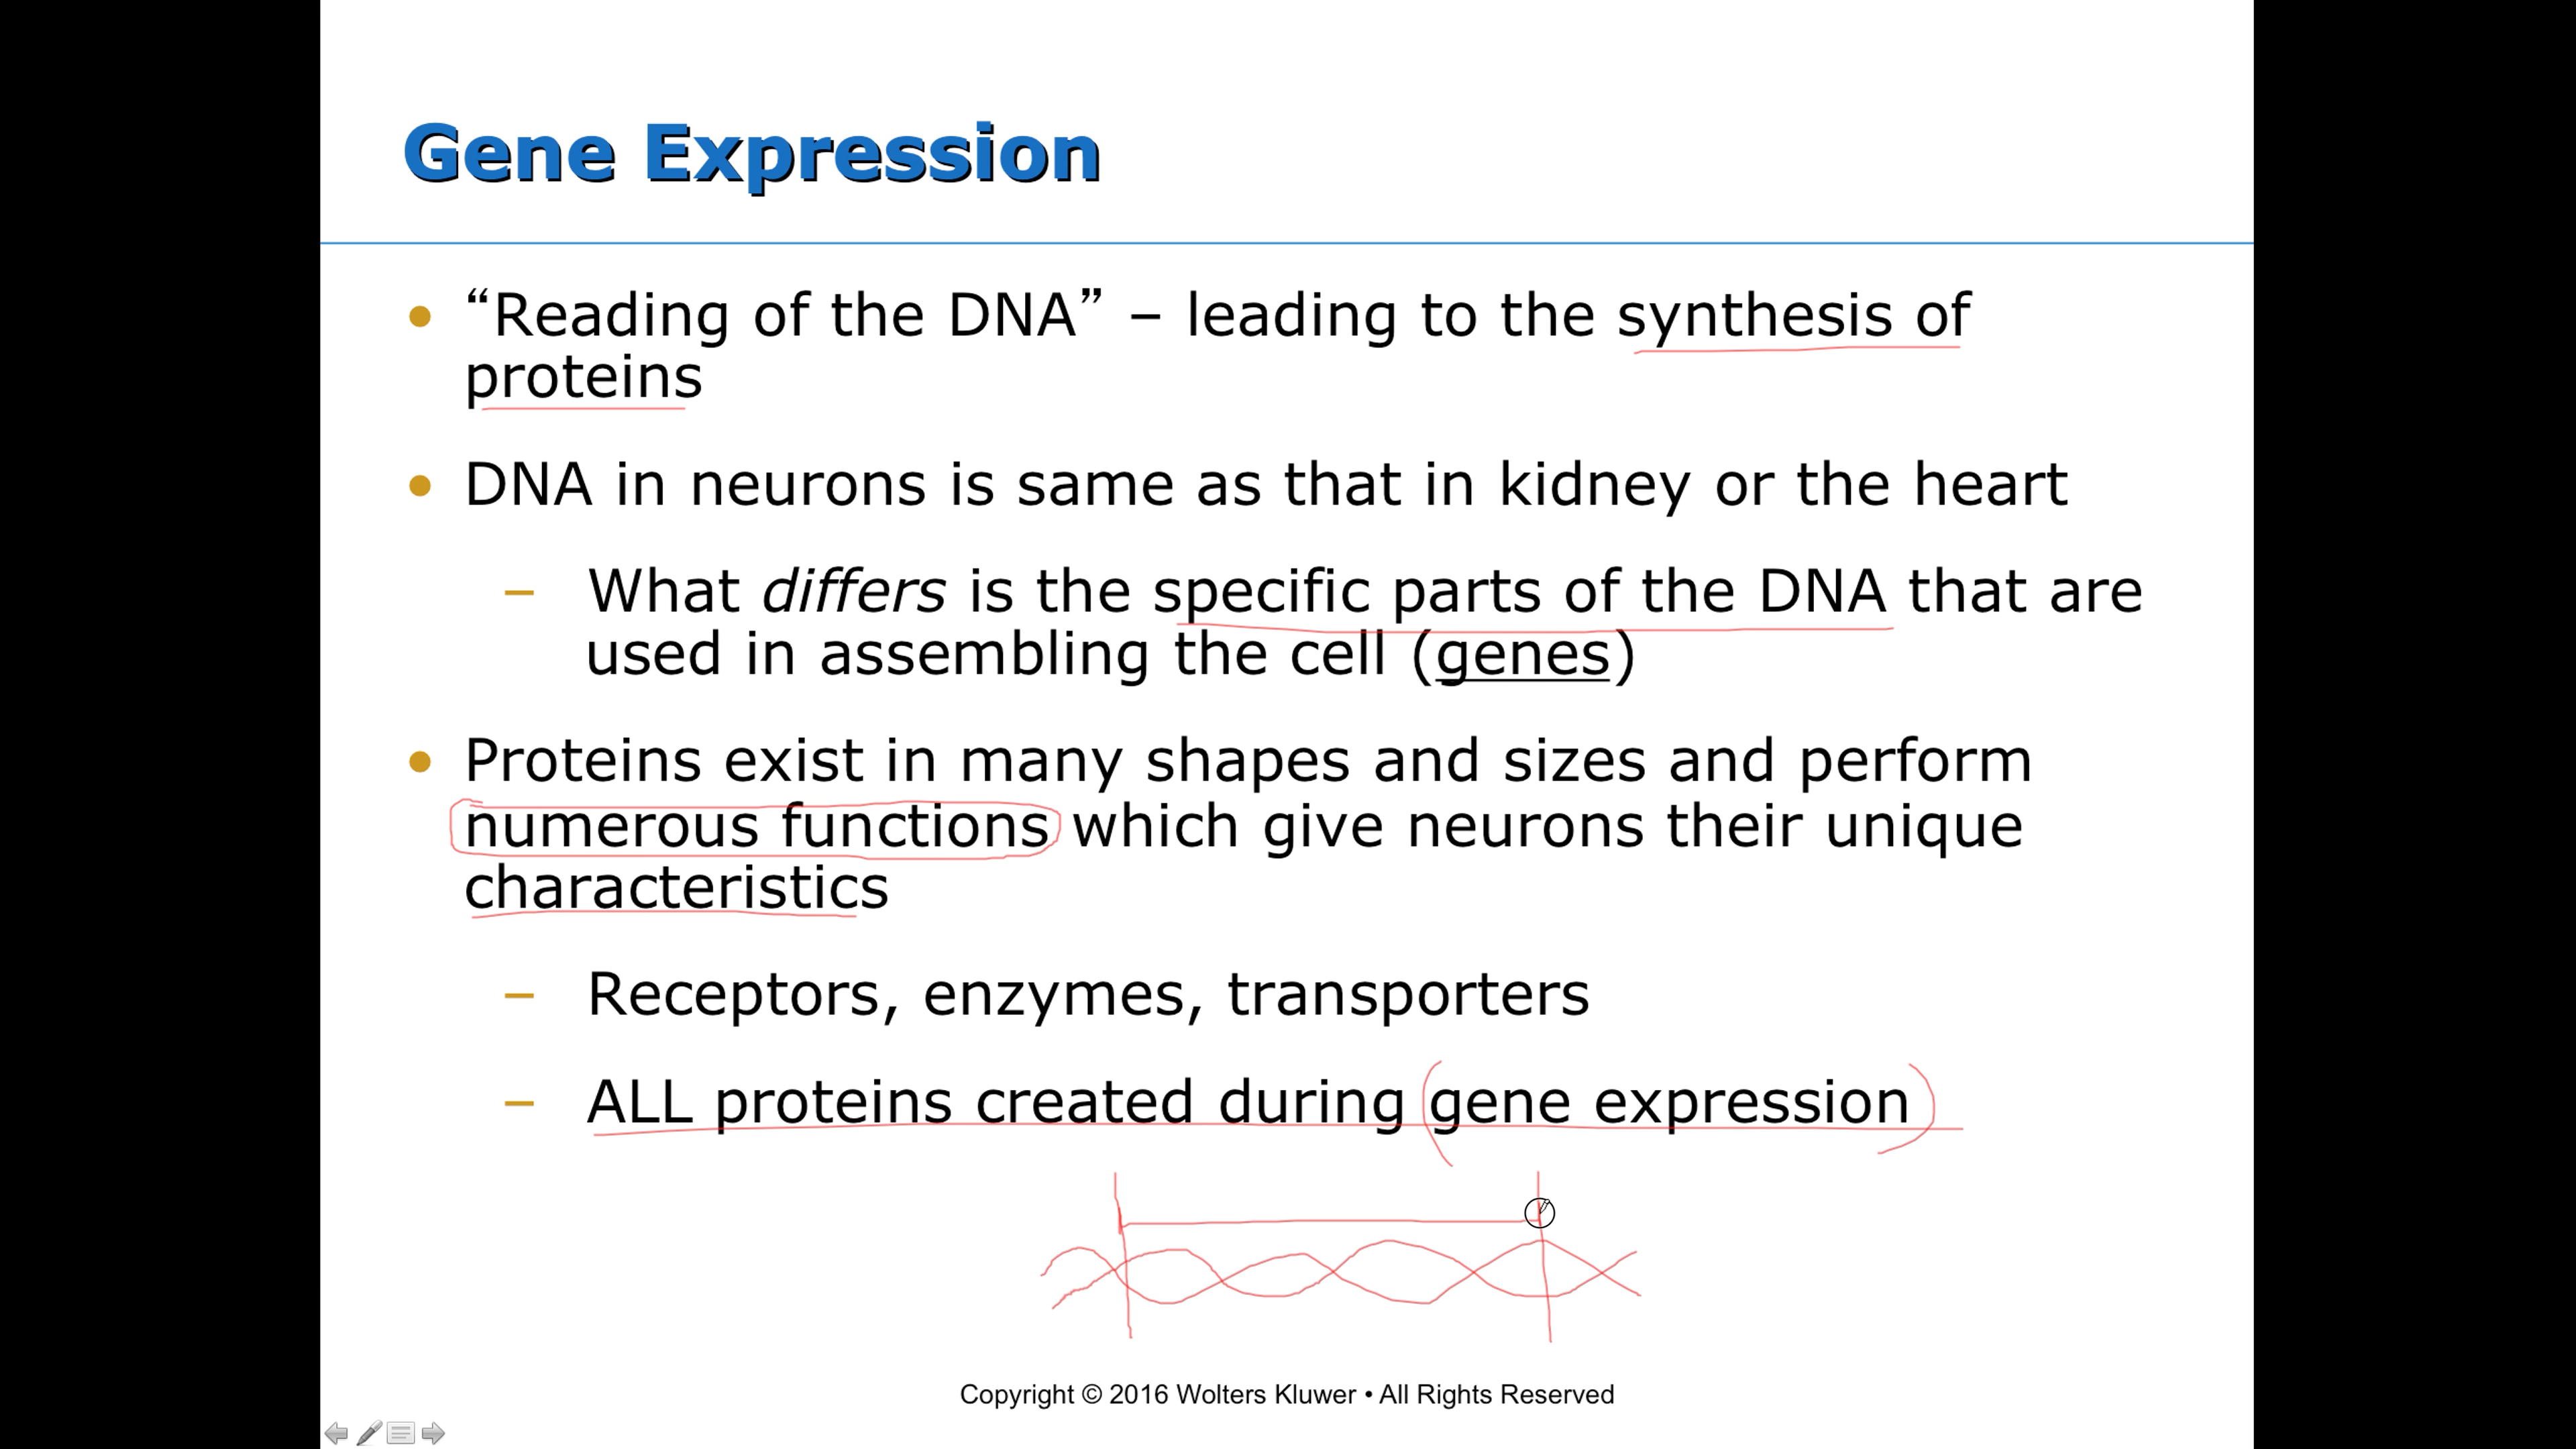 Gene Expression
• “Reading of the DNA” – leading to the synthesis of
proteins
• DNA in neurons is same as that in kidney or the heart
– What differs is the specific parts of the DNA that are
used in assembling the cell (genes)
• Proteins exist in many shapes and sizes and perform
numerous functions which give neurons their unique
characteristics
– Receptors, enzymes, transporters
– ALL proteins created during gene expression
Copyright © 2016 Wolters Kluwer • All Rights Reserved